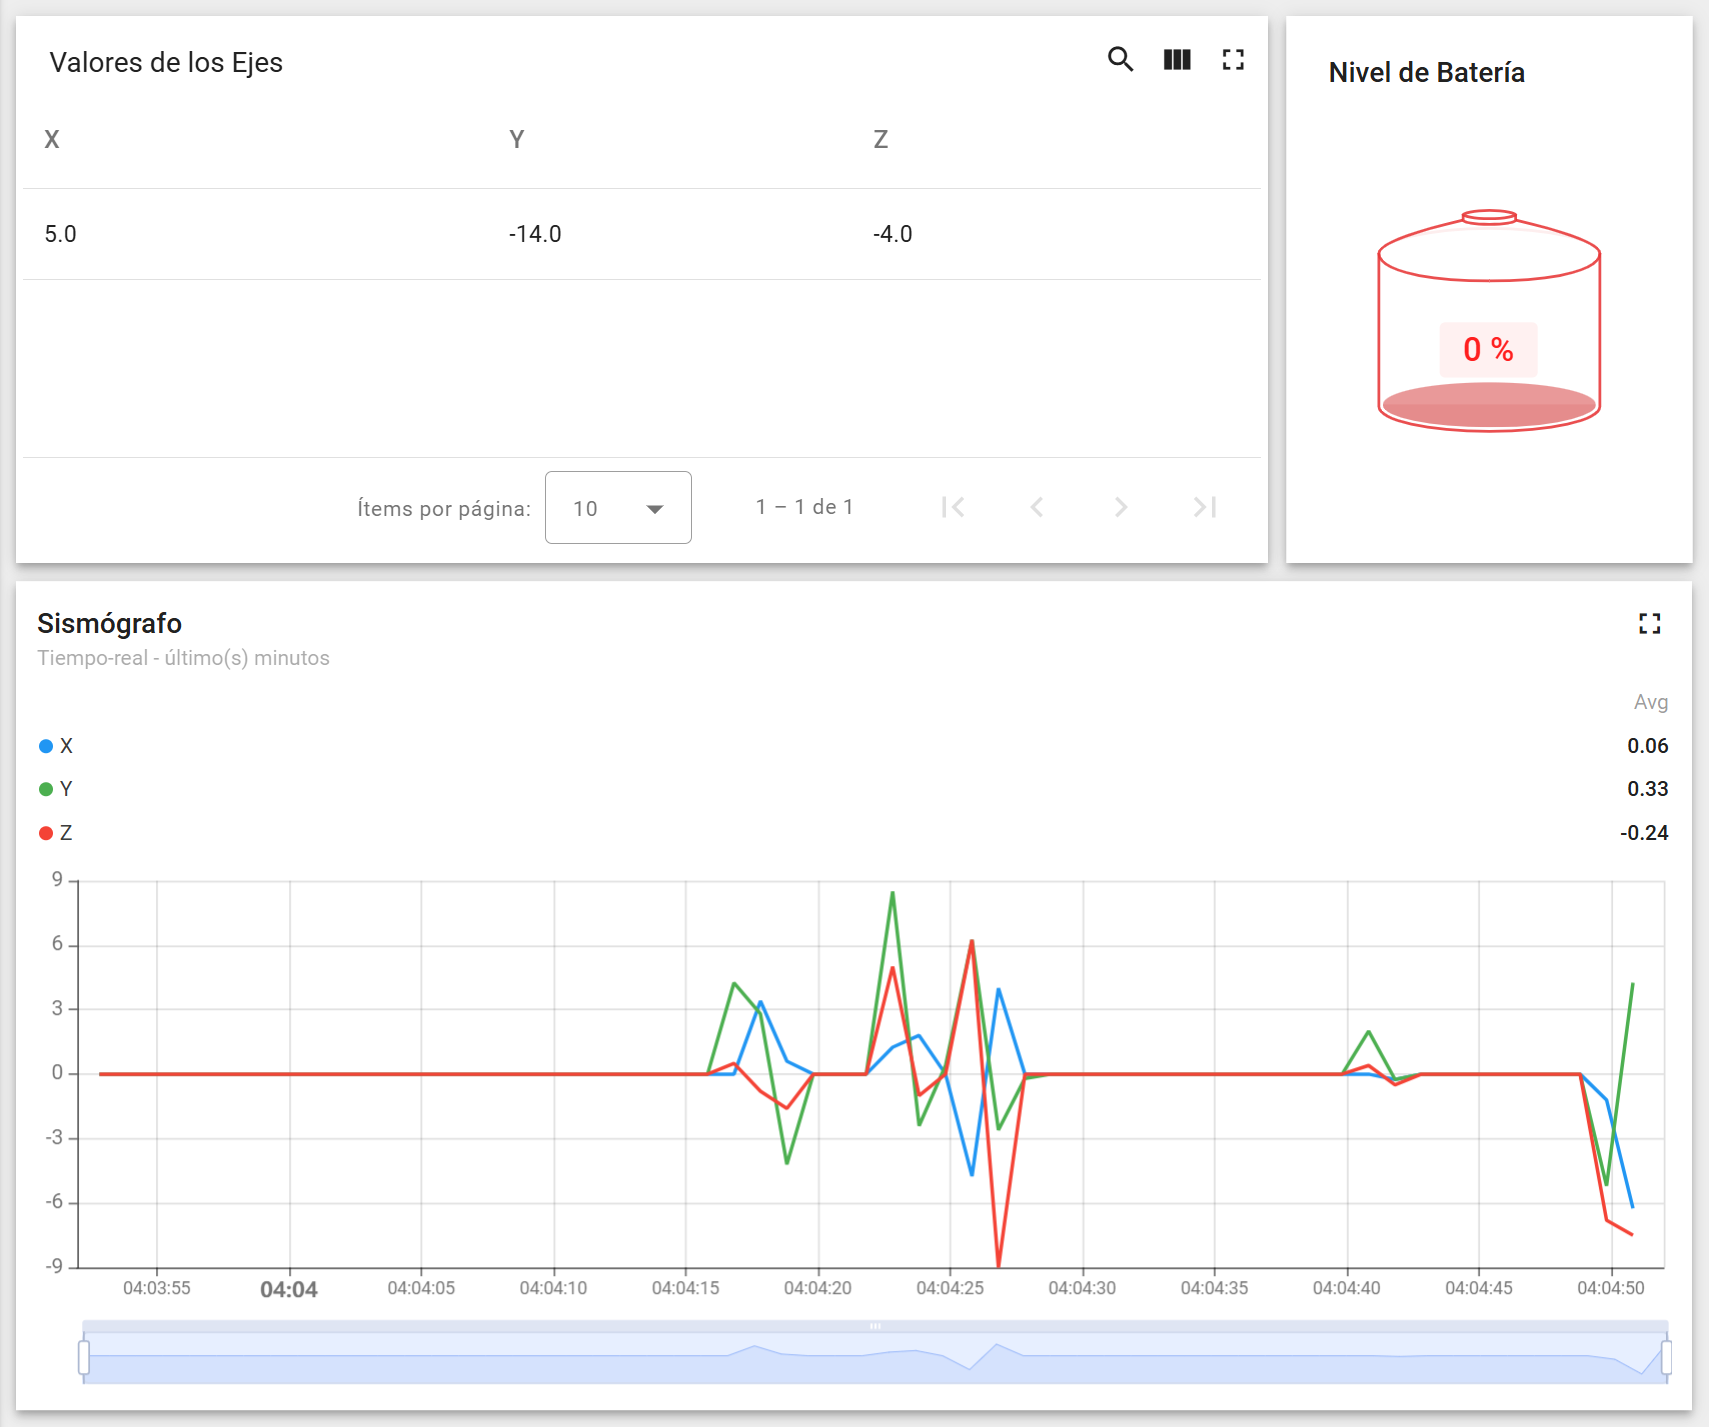 Valores de los Ejes
X Y Z
5.0 -14.0 -4.0
Ítems por página: 10 1 – 1 de 1
Nivel de Batería
0 %
Sismógrafo
Tiempo-real - último(s) minutos
Avg
X 0.06
Y 0.33
Z -0.24
9
6
3
0
-3
-6
-9
04:03:55 04:04 04:04:05 04:04:10 04:04:15 04:04:20 04:04:25 04:04:30 04:04:35 04:04:40 04:04:45 04:04:50